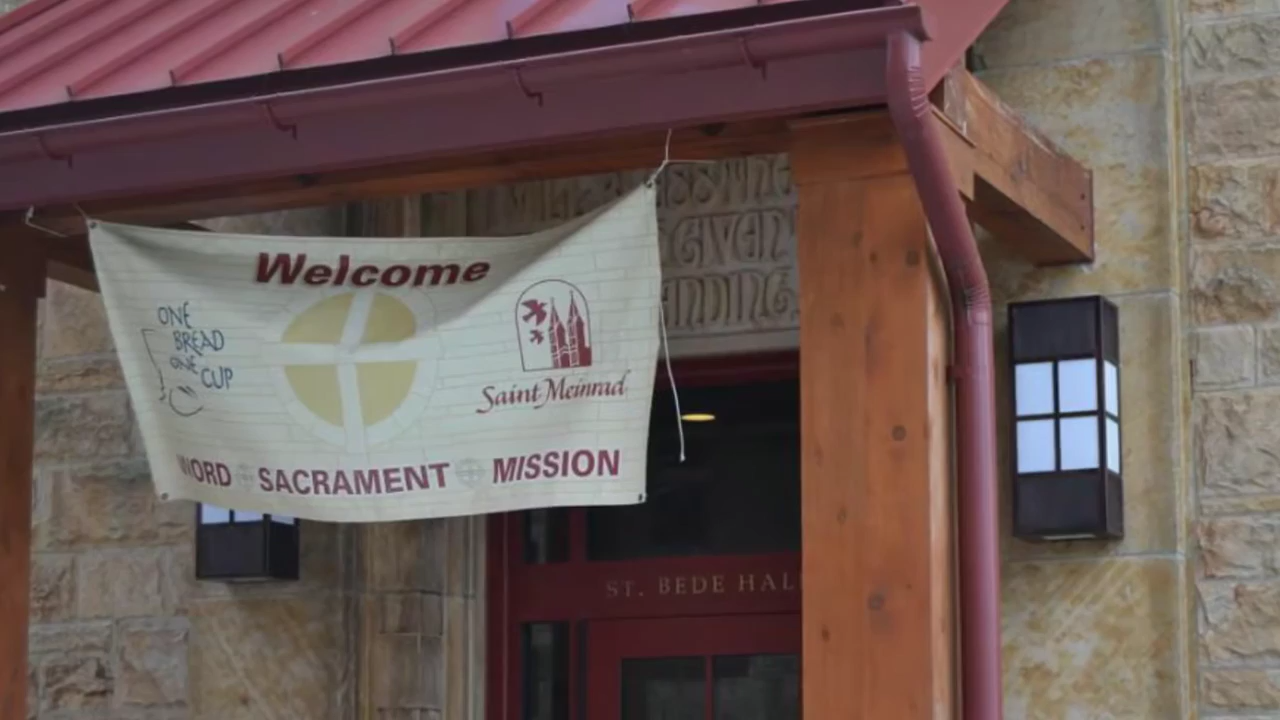 Welcome
ONE
BREAD
ONE
CUP
Saint Meinrad
WORD SACRAMENT MISSION
ST. BEDE HALL